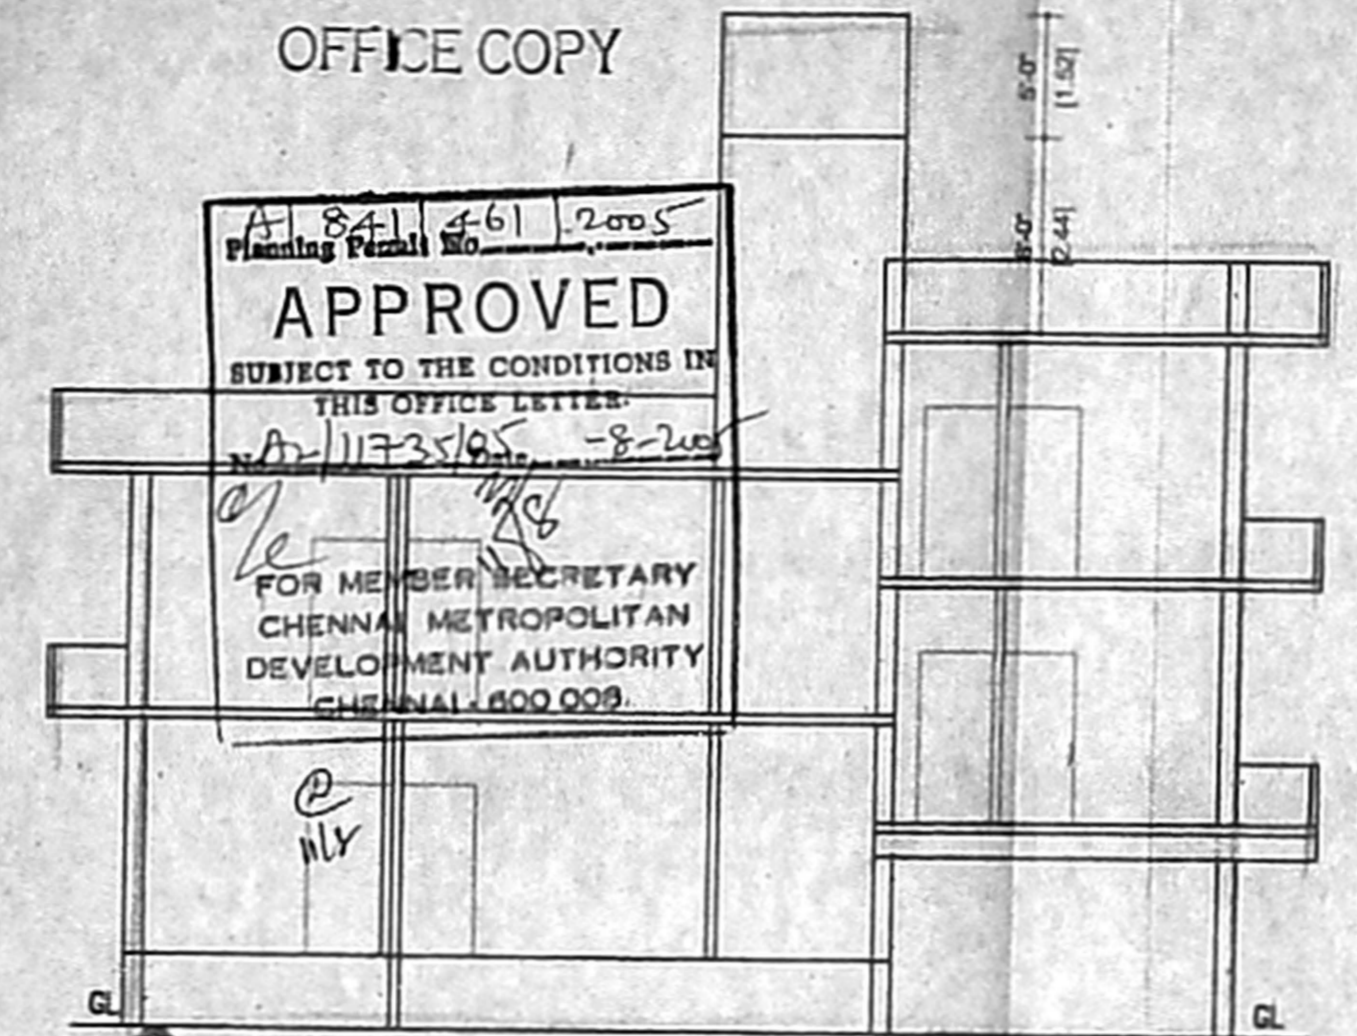 OFFICE COPY
5'-0"
[1.52]
8'-0"
2.44]
A 841 461 2005
Planning Permit No
APPROVED
SUBJECT TO THE CONDITIONS IN
THIS OFFICE LETTER.
No A2/11735/05 -8-2005
FOR MEMBER SECRETARY
CHENNAI METROPOLITAN
DEVELOPMENT AUTHORITY
CHENNAI - 600 008.
11/8
GL
GL